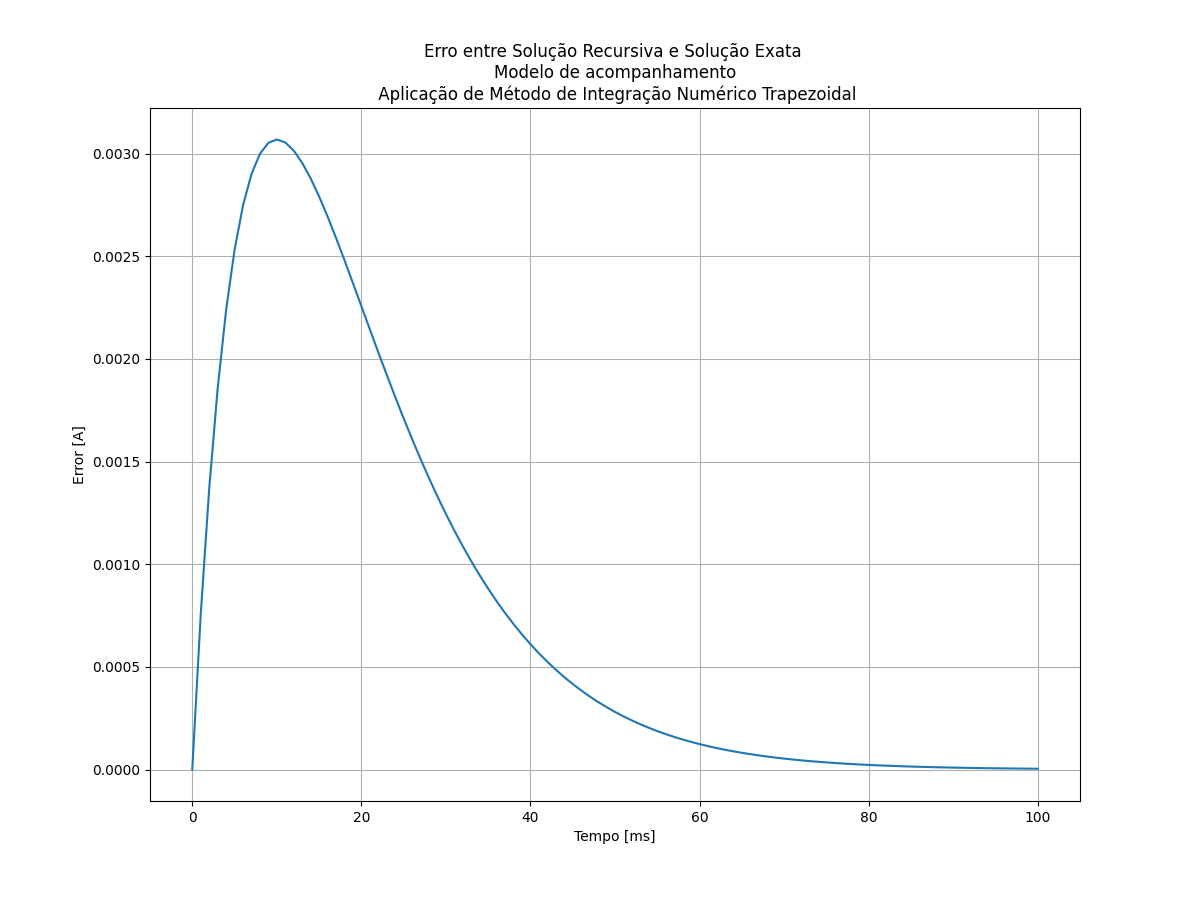 Erro entre Solução Recursiva e Solução Exata
Modelo de acompanhamento
Aplicação de Método de Integração Numérico Trapezoidal
0.0030
0.0025
0.0020
0.0015
0.0010
0.0005
0.0000
Error [A]
0 20 40 60 80 100
Tempo [ms]